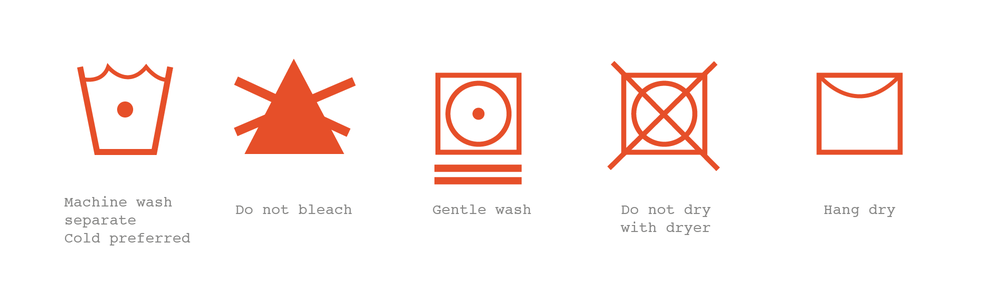 Machine wash
separate
Cold preferred
Do not bleach
Gentle wash
Do not dry
with dryer
Hang dry